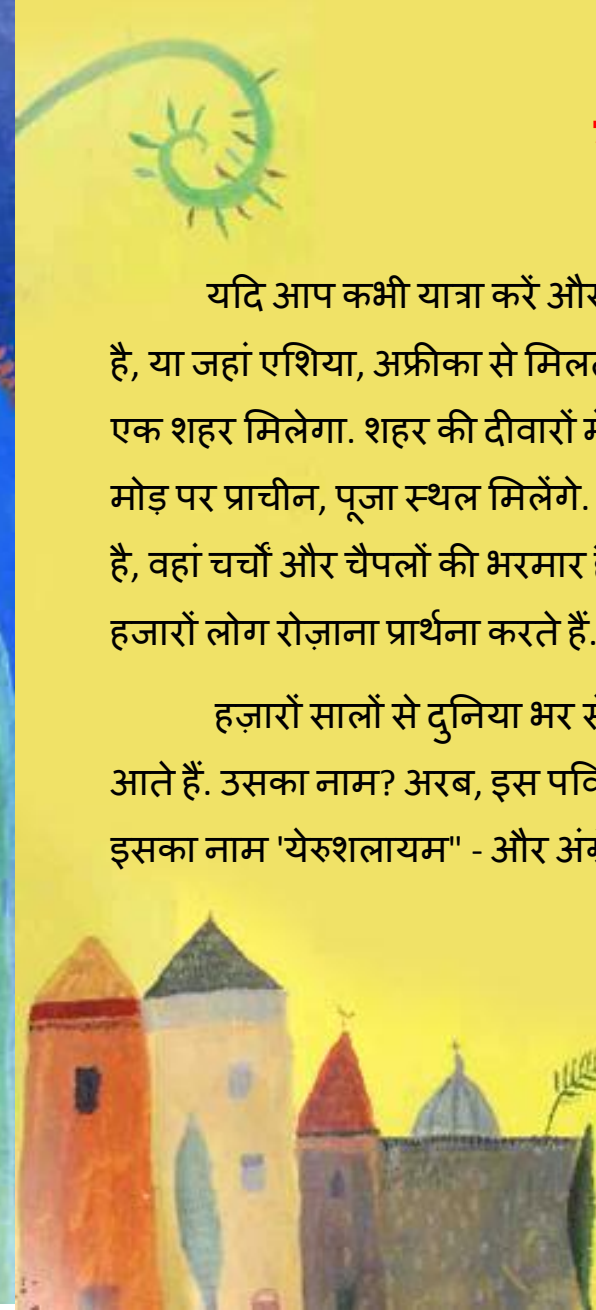 यदि आप कभी यात्रा करें और
है, या जहां एशिया, अफ्रीका से
एक शहर मिलेगा. शहर की दीवारों
मोड़ पर प्राचीन, पूजा स्थल मिलेंगे.
है, वहां चर्चों और चैपलों की भरमार
हजारों लोग रोज़ाना प्रार्थना करते हैं.
हज़ारों सालों से दुनिया भर से
आते हैं. उसका नाम? अरब, इस
इसका नाम 'येरुशलायम" - और